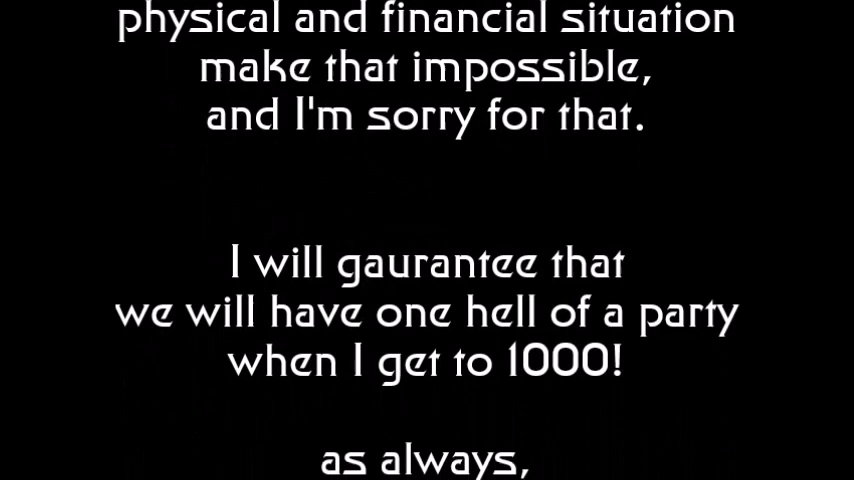 physical and financial situation
make that impossible,
and I'm sorry for that.
I will gaurantee that
we will have one hell of a party
when I get to 1000!
as always,